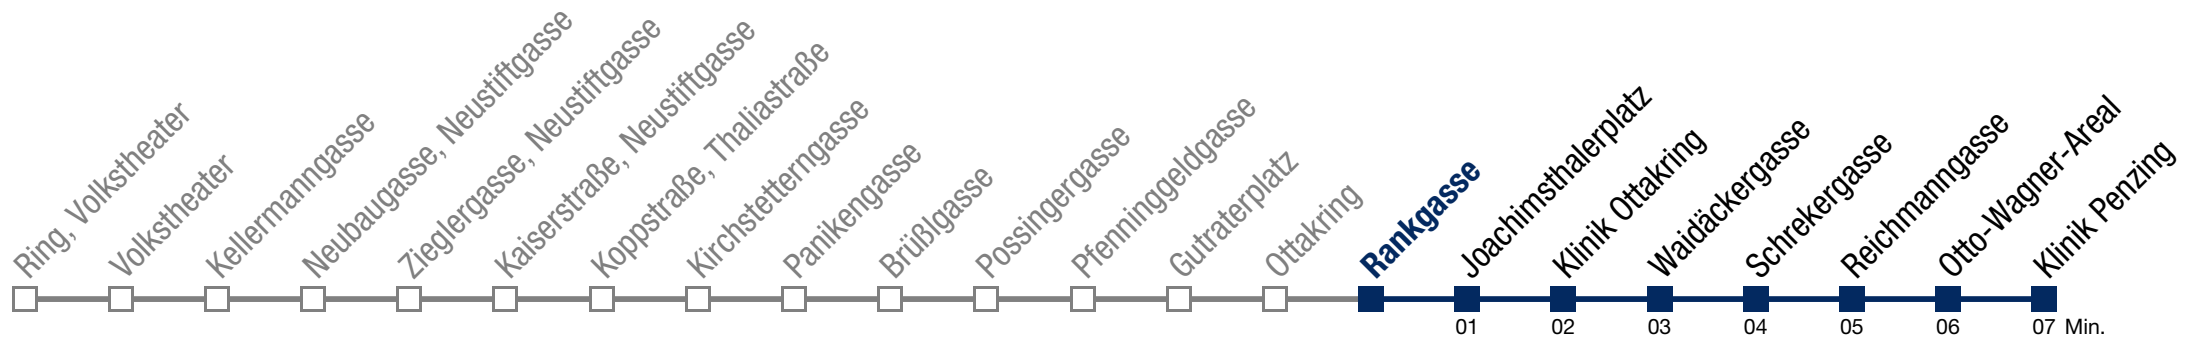 Ring, Volkstheater
Volkstheater
Kellermanngasse
Neubaugasse, Neustiftgasse
Zieglergasse, Neustiftgasse
Kaiserstraße, Neustiftgasse
Koppstraße, Thaliastraße
Kirchstetterngasse
Panikengasse
Brüßlgasse
Possingergasse
Pfenninggeldgasse
Gutraterplatz
Ottakring
Rankgasse
Joachimsthalerplatz
Klinik Ottakring
Waidäckergasse
Schrekergasse
Reichmanngasse
Otto-Wagner-Areal
Klinik Penzing
01 02 03 04 05 06 07 Min.